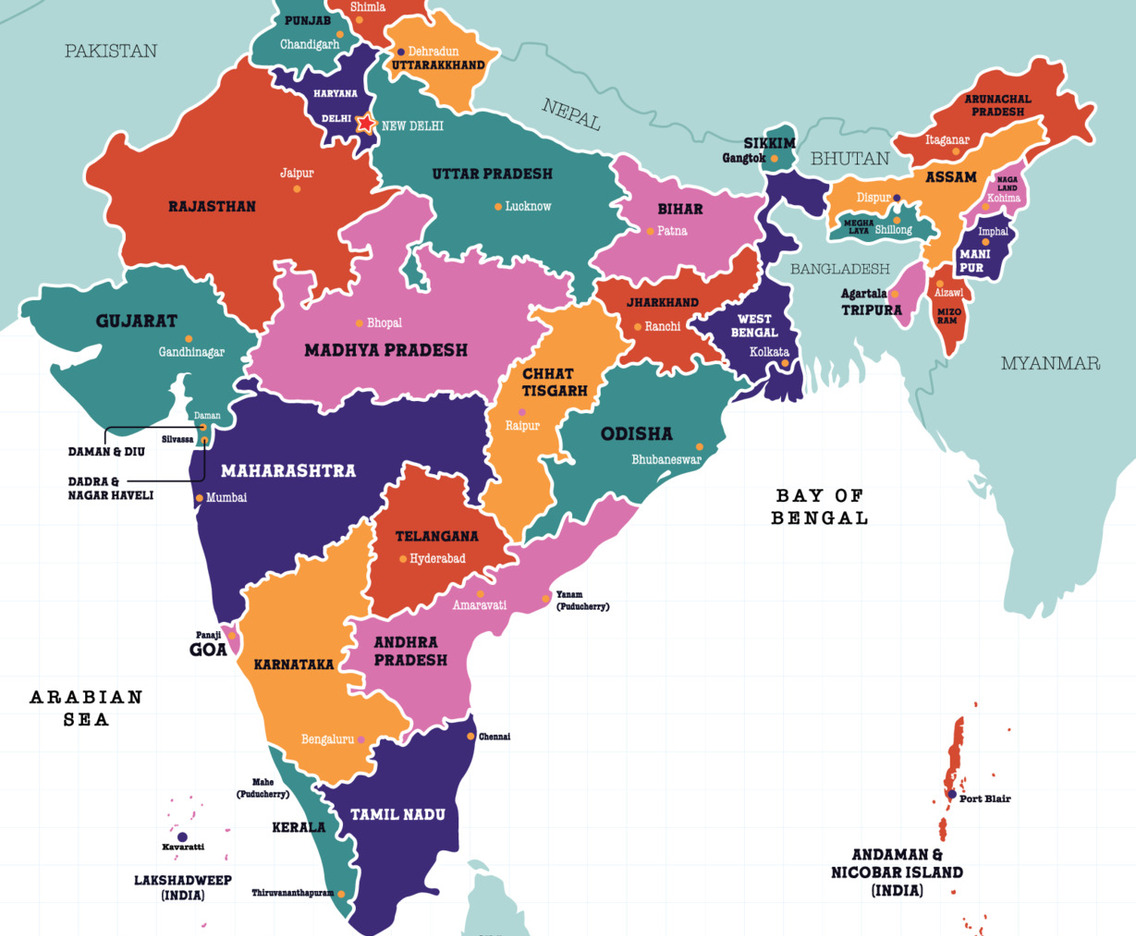 Shimla
PUNJAB
Chandigarh
PAKISTAN
Dehradun
UTTARAKKHAND
HARYANA
DELHI
NEW DELHI
NEPAL
ARUNACHAL
PRADESH
Itaganar
SIKKIM
Gangtok
BHUTAN
ASSAM
NAGA
LAND
Kohima
Jaipur
RAJASTHAN
UTTAR PRADESH
Lucknow
BIHAR
Patna
Dispur
MEGHA
LAYA
Shillong
Imphal
MANI
PUR
BANGLADESH
Agartala
TRIPURA
Aizawl
MIZO
RAM
MYANMAR
GUJARAT
Gandhinagar
Bhopal
MADHYA PRADESH
JHARKHAND
Ranchi
WEST
BENGAL
Kolkata
CHHAT
TISGARH
Raipur
ODISHA
Bhubaneswar
Daman
Silvassa
DAMAN & DIU
DADRA &
NAGAR HAVELI
MAHARASHTRA
Mumbai
BAY OF
BENGAL
TELANGANA
Hyderabad
Amaravati
Yanam
(Puducherry)
Panaji
GOA
KARNATAKA
ANDHRA
PRADESH
ARABIAN
SEA
Bengaluru
Chennai
Mahe
(Puducherry)
TAMIL NADU
KERALA
Kavaratti
LAKSHADWEEP
(INDIA)
Thiruvananthapuram
Port Blair
ANDAMAN &
NICOBAR ISLAND
(INDIA)